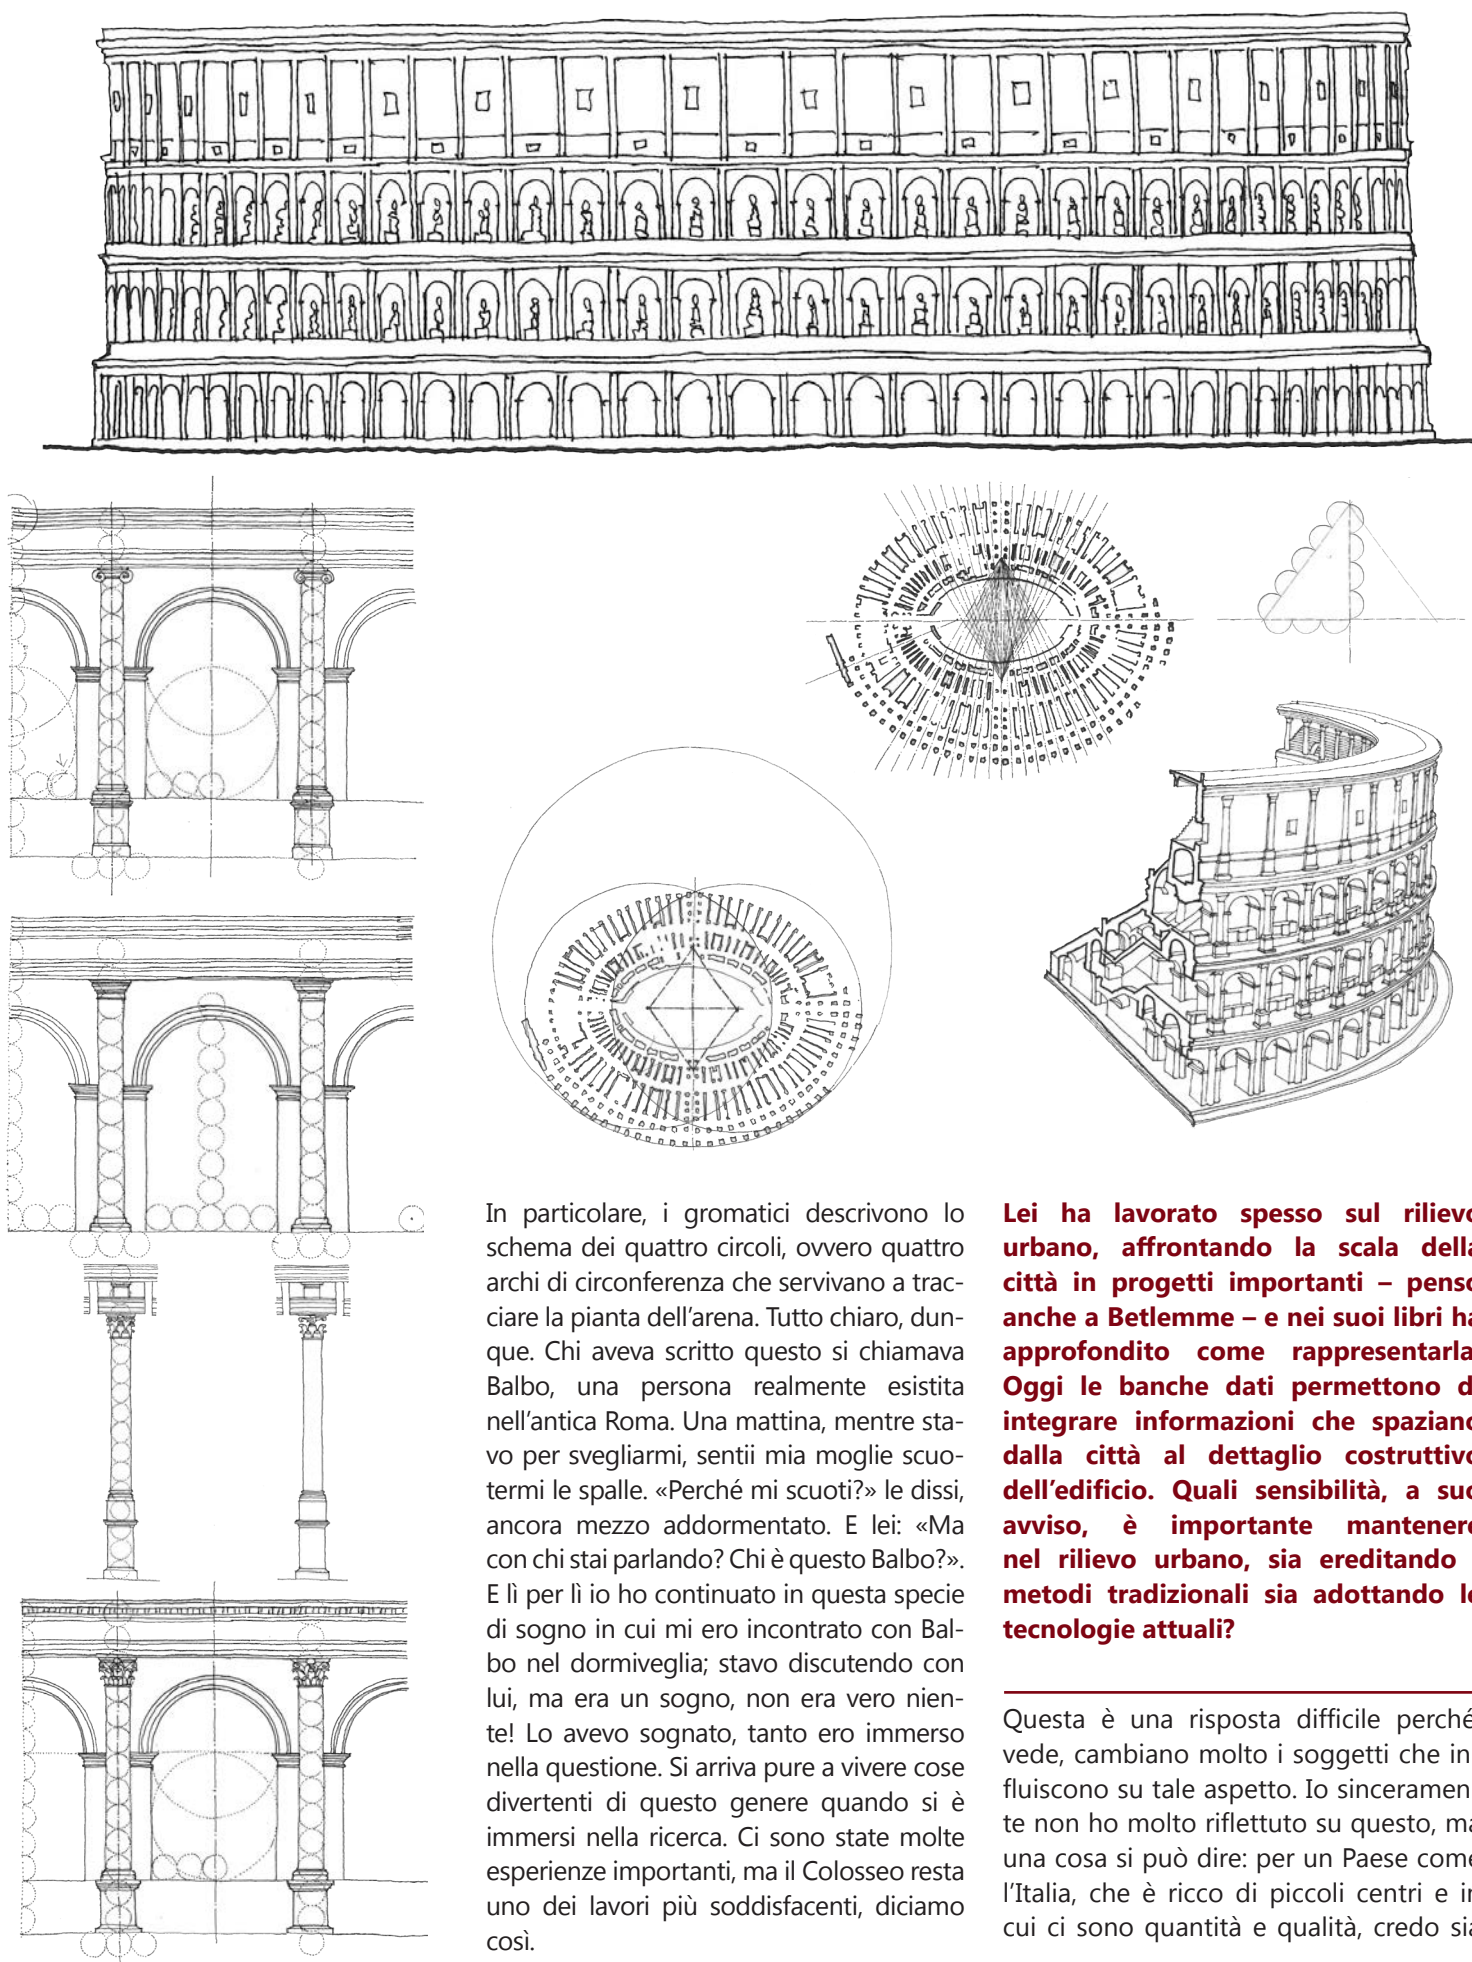 In particolare, i gromatici descrivono lo
schema dei quattro circoli, ovvero quattro
archi di circonferenza che servivano a trac-
ciare la pianta dell’arena. Tutto chiaro, dun-
que. Chi aveva scritto questo si chiamava
Balbo, una persona realmente esistita
nell’antica Roma. Una mattina, mentre sta-
vo per svegliarmi, sentii mia moglie scuo-
termi le spalle. «Perché mi scuoti?» le dissi,
ancora mezzo addormentato. E lei: «Ma
con chi stai parlando? Chi è questo Balbo?».
E lì per lì io ho continuato in questa specie
di sogno in cui mi ero incontrato con Bal-
bo nel dormiveglia; stavo discutendo con
lui, ma era un sogno, non era vero nien-
te! Lo avevo sognato, tanto ero immerso
nella questione. Si arriva pure a vivere cose
divertenti di questo genere quando si è
immersi nella ricerca. Ci sono state molte
esperienze importanti, ma il Colosseo resta
uno dei lavori più soddisfacenti, diciamo
così.
Lei ha lavorato spesso sul rilievo
urbano, affrontando la scala della
città in progetti importanti – penso
anche a Betlemme – e nei suoi libri ha
approfondito come rappresentarla
Oggi le banche dati permettono d
integrare informazioni che spaziano
dalla città al dettaglio costruttivo
dell’edificio. Quali sensibilità, a suo
avviso, è importante mantenere
nel rilievo urbano, sia ereditando
metodi tradizionali sia adottando le
tecnologie attuali?
Questa è una risposta difficile perché
vede, cambiano molto i soggetti che in
fluiscono su tale aspetto. Io sinceramen
te non ho molto riflettuto su questo, ma
una cosa si può dire: per un Paese come
l’Italia, che è ricco di piccoli centri e in
cui ci sono quantità e qualità, credo sia